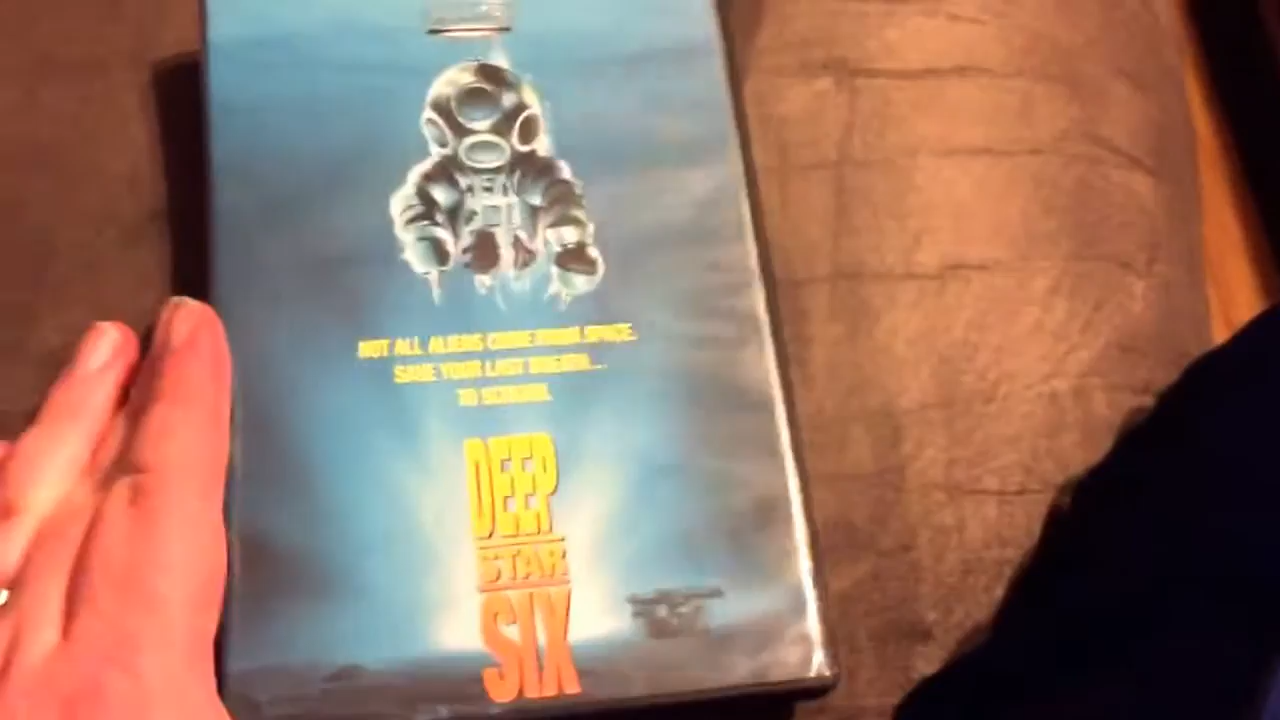 NOT ALL ALIENS COME FROM SPACE.
SAVE YOUR LAST BREATH...
TO SCREAM.
DEEP
STAR
SIX